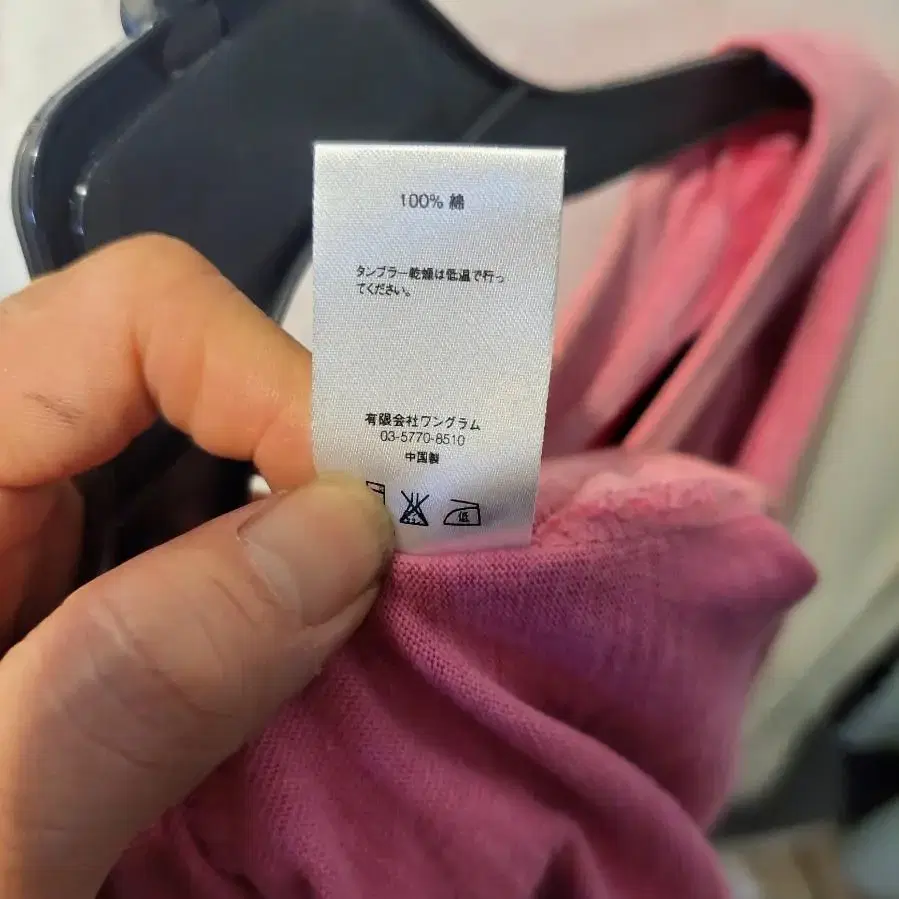 100% 綿
タンブラー乾燥は低温で行っ
てください。
有限会社ワングラム
03-5770-8510
中国製
低